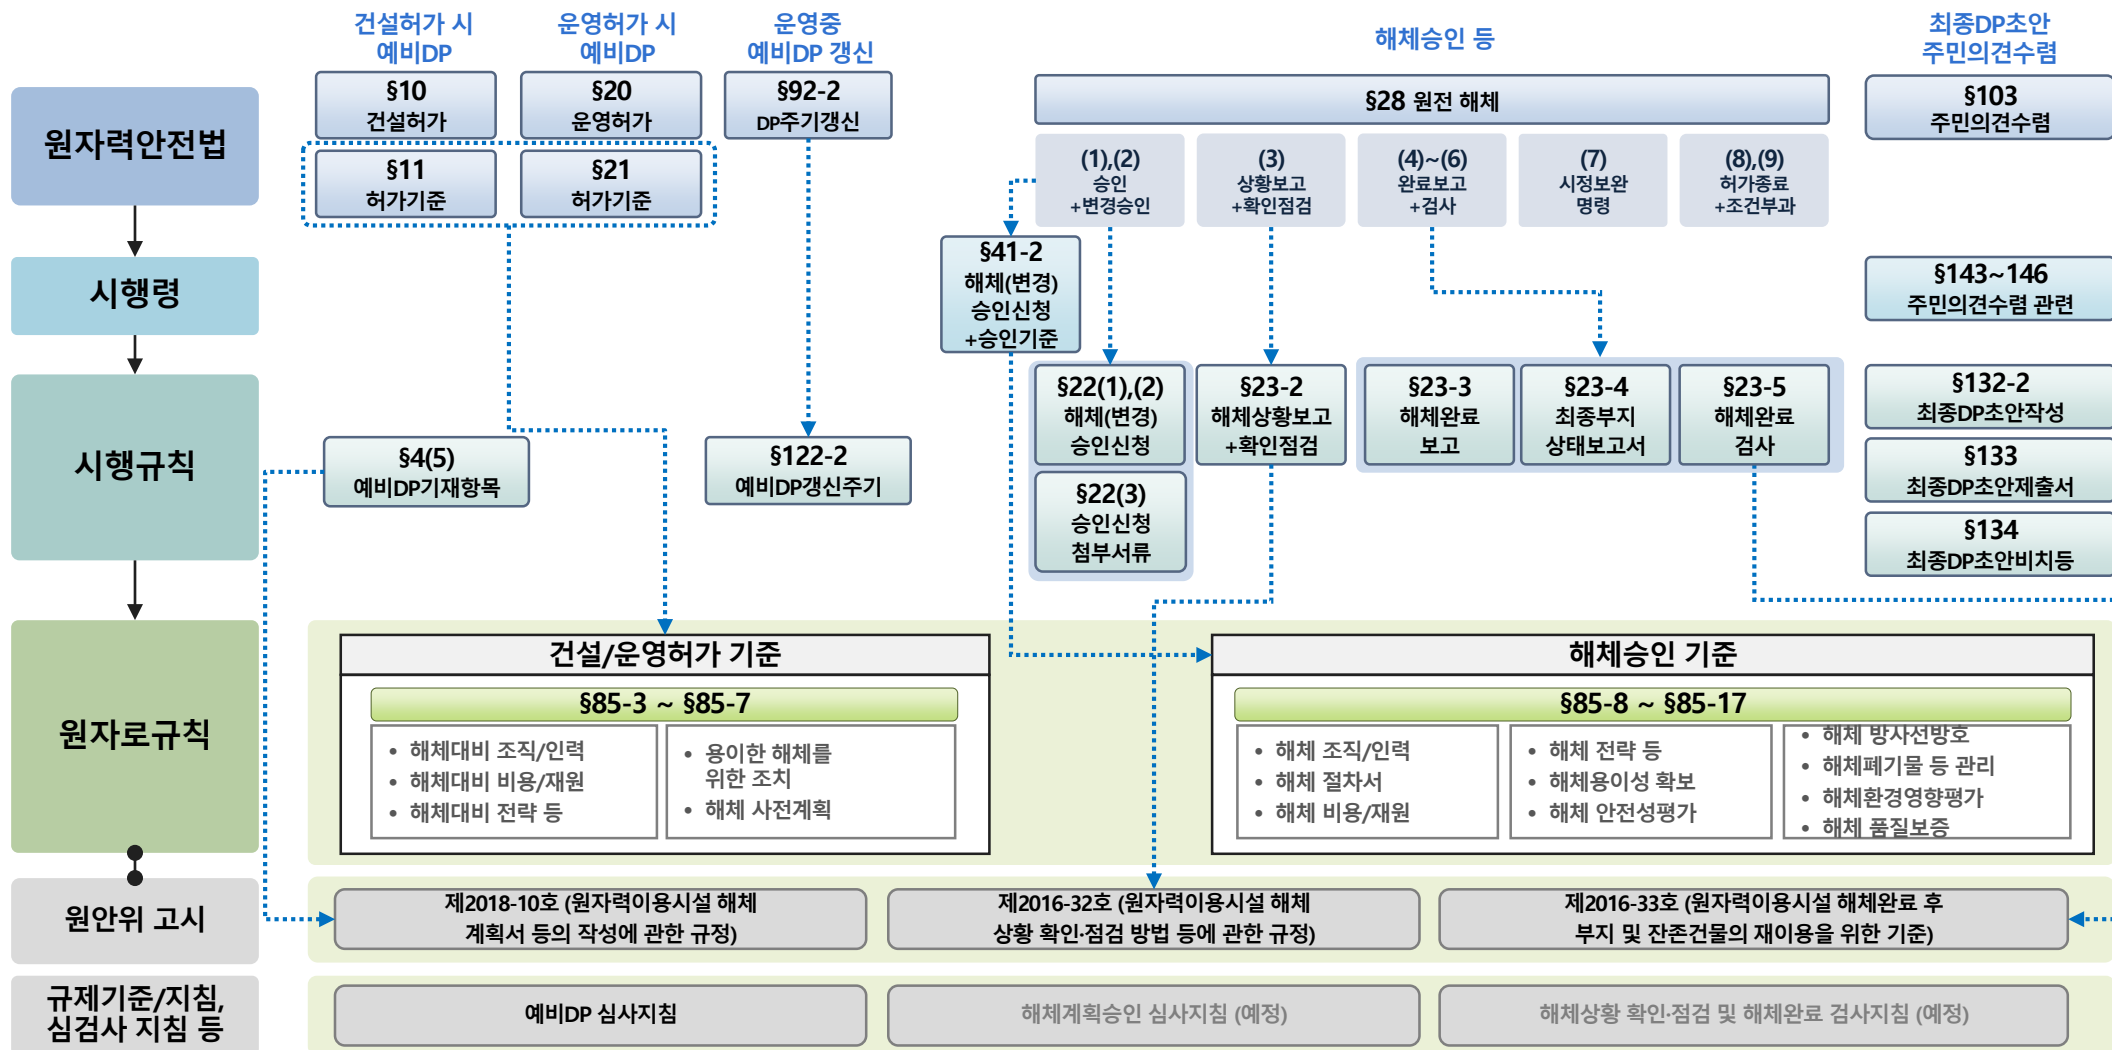 건설허가 시
예비DP
운영허가 시
예비DP
운영중
예비DP 갱신
해체승인 등
최종DP초안
주민의견수렴
원자력안전법
§10
건설허가
§20
운영허가
§92-2
DP주기갱신
§28 원전 해체
§103
주민의견수렴
§11
허가기준
§21
허가기준
(1),(2)
승인
+변경승인
(3)
상황보고
+확인점검
(4)~(6)
완료보고
+검사
(7)
시정보완
명령
(8),(9)
허가종료
+조건부과
시행령
§41-2
해체(변경)
승인신청
+승인기준
§143~146
주민의견수렴 관련
시행규칙
§4(5)
예비DP기재항목
§122-2
예비DP갱신주기
§22(1),(2)
해체(변경)
승인신청
§22(3)
승인신청
첨부서류
§23-2
해체상황보고
+확인점검
§23-3
해체완료
보고
§23-4
최종부지
상태보고서
§23-5
해체완료
검사
§132-2
최종DP초안작성
§133
최종DP초안제출서
§134
최종DP초안비치등
원자로규칙
건설/운영허가 기준
§85-3 ~ §85-7
• 해체대비 조직/인력
• 해체대비 비용/재원
• 해체대비 전략 등
• 용이한 해체를
위한 조치
• 해체 사전계획
해체승인 기준
§85-8 ~ §85-17
• 해체 조직/인력
• 해체 절차서
• 해체 비용/재원
• 해체 전략 등
• 해체용이성 확보
• 해체 안전성평가
• 해체 방사선방호
• 해체폐기물 등 관리
• 해체환경영향평가
• 해체 품질보증
원안위 고시
제2018-10호 (원자력이용시설 해체
계획서 등의 작성에 관한 규정)
제2016-32호 (원자력이용시설 해체
상황 확인·점검 방법 등에 관한 규정)
제2016-33호 (원자력이용시설 해체완료 후
부지 및 잔존건물의 재이용을 위한 기준)
규제기준/지침,
심검사 지침 등
예비DP 심사지침
해체계획승인 심사지침 (예정)
해체상황 확인·점검 및 해체완료 검사지침 (예정)